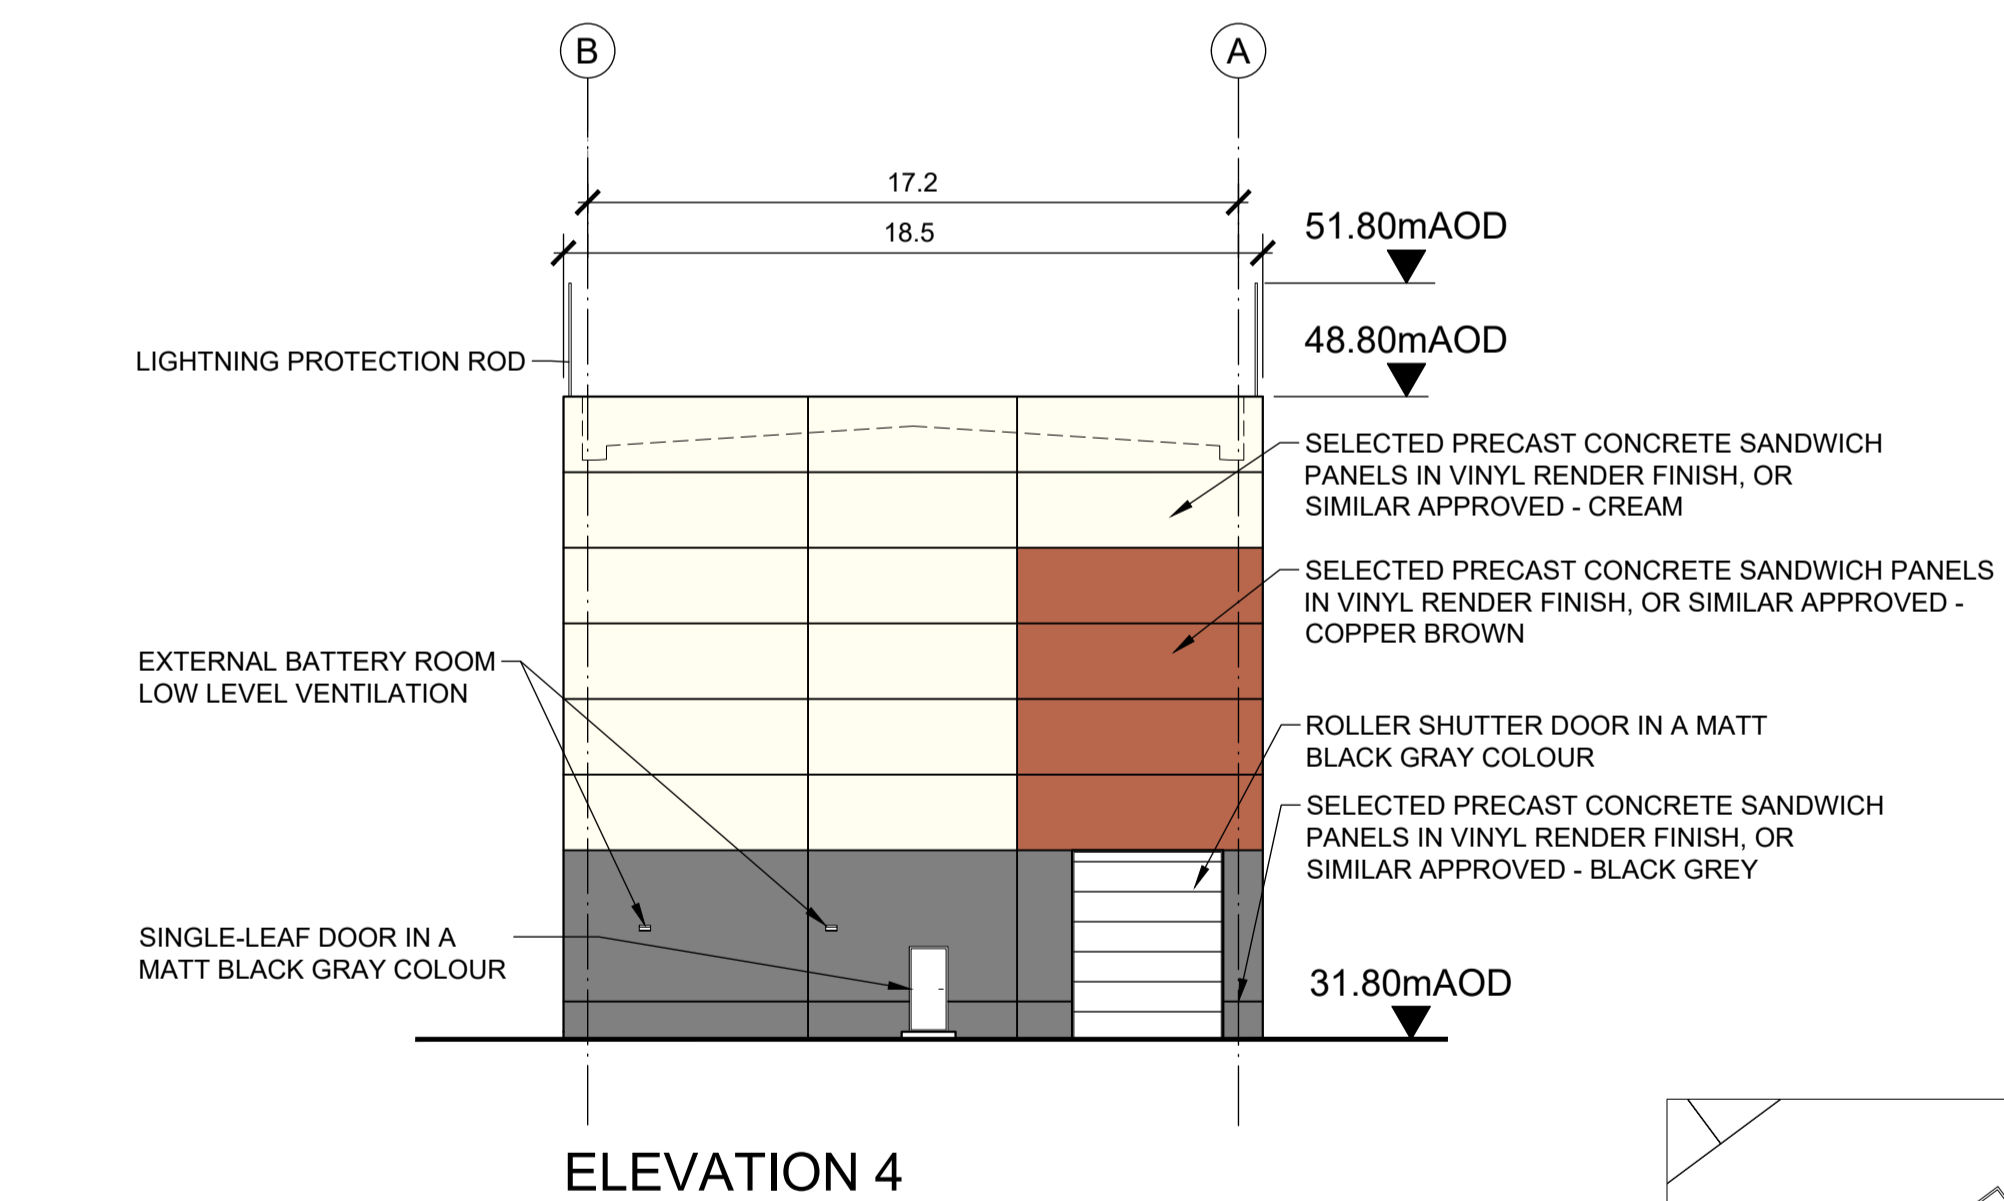 B
A
17.2
18.5
51.80mAOD
48.80mAOD
LIGHTNING PROTECTION ROD
SELECTED PRECAST CONCRETE SANDWICH
PANELS IN VINYL RENDER FINISH, OR
SIMILAR APPROVED - CREAM
SELECTED PRECAST CONCRETE SANDWICH PANELS
IN VINYL RENDER FINISH, OR SIMILAR APPROVED -
COPPER BROWN
EXTERNAL BATTERY ROOM
LOW LEVEL VENTILATION
ROLLER SHUTTER DOOR IN A MATT
BLACK GRAY COLOUR
SELECTED PRECAST CONCRETE SANDWICH
PANELS IN VINYL RENDER FINISH, OR
SIMILAR APPROVED - BLACK GREY
SINGLE-LEAF DOOR IN A
MATT BLACK GRAY COLOUR
31.80mAOD
ELEVATION 4